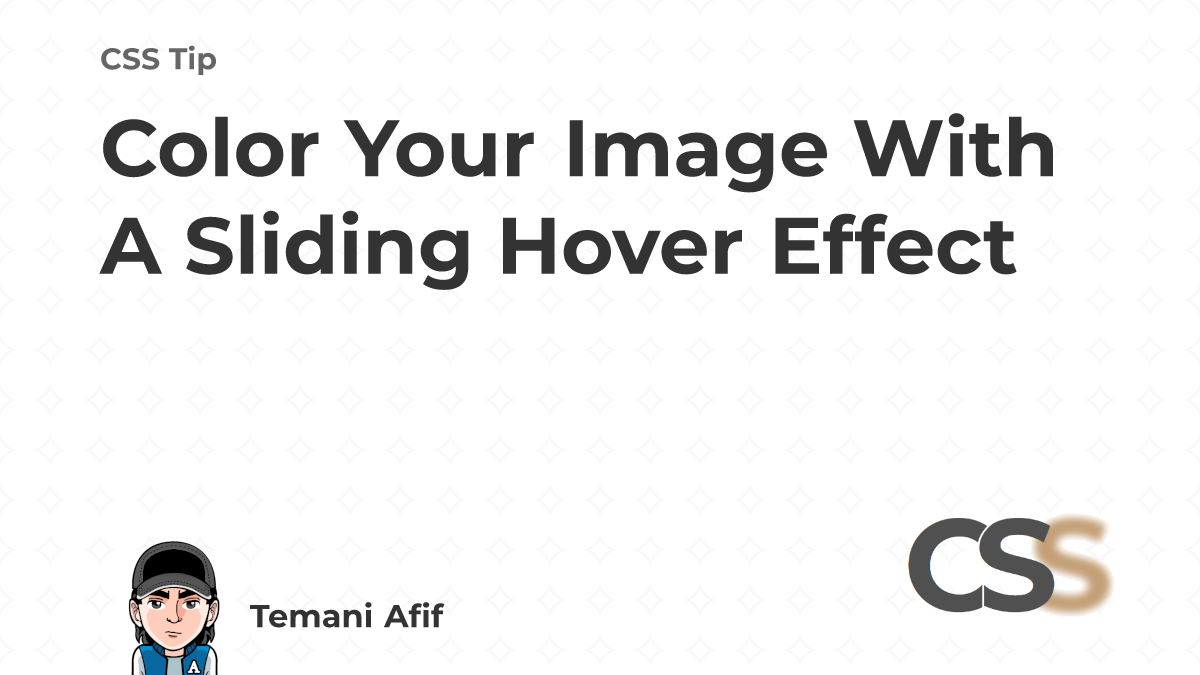 CSS Tip
Color Your Image With
A Sliding Hover Effect
A
Temani Afif
CSS